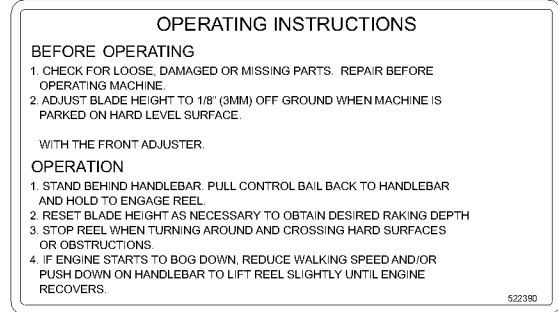 OPERATING INSTRUCTIONS
BEFORE OPERATING
1. CHECK FOR LOOSE, DAMAGED OR MISSING PARTS. REPAIR BEFORE
OPERATING MACHINE.
2. ADJUST BLADE HEIGHT TO 1/8" (3MM) OFF GROUND WHEN MACHINE IS
PARKED ON HARD LEVEL SURFACE.
WITH THE FRONT ADJUSTER.
OPERATION
1. STAND BEHIND HANDLEBAR. PULL CONTROL BAIL BACK TO HANDLEBAR
AND HOLD TO ENGAGE REEL.
2. RESET BLADE HEIGHT AS NECESSARY TO OBTAIN DESIRED RAKING DEPTH
3. STOP REEL WHEN TURNING AROUND AND CROSSING HARD SURFACES
OR OBSTRUCTIONS.
4. IF ENGINE STARTS TO BOG DOWN, REDUCE WALKING SPEED AND/OR
PUSH DOWN ON HANDLEBAR TO LIFT REEL SLIGHTLY UNTIL ENGINE
RECOVERS.
522390